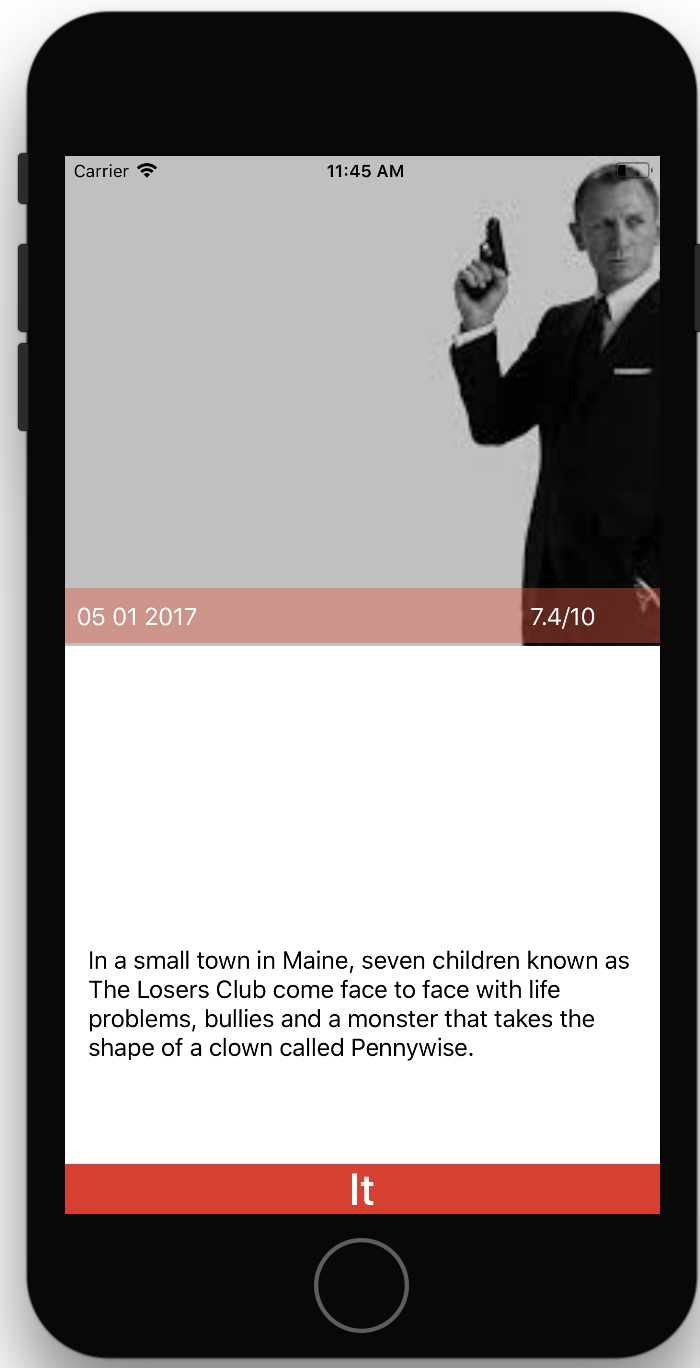 Carrier 11:45 AM
05 01 2017 7.4/10
In a small town in Maine, seven children known as
The Losers Club come face to face with life
problems, bullies and a monster that takes the
shape of a clown called Pennywise.
It